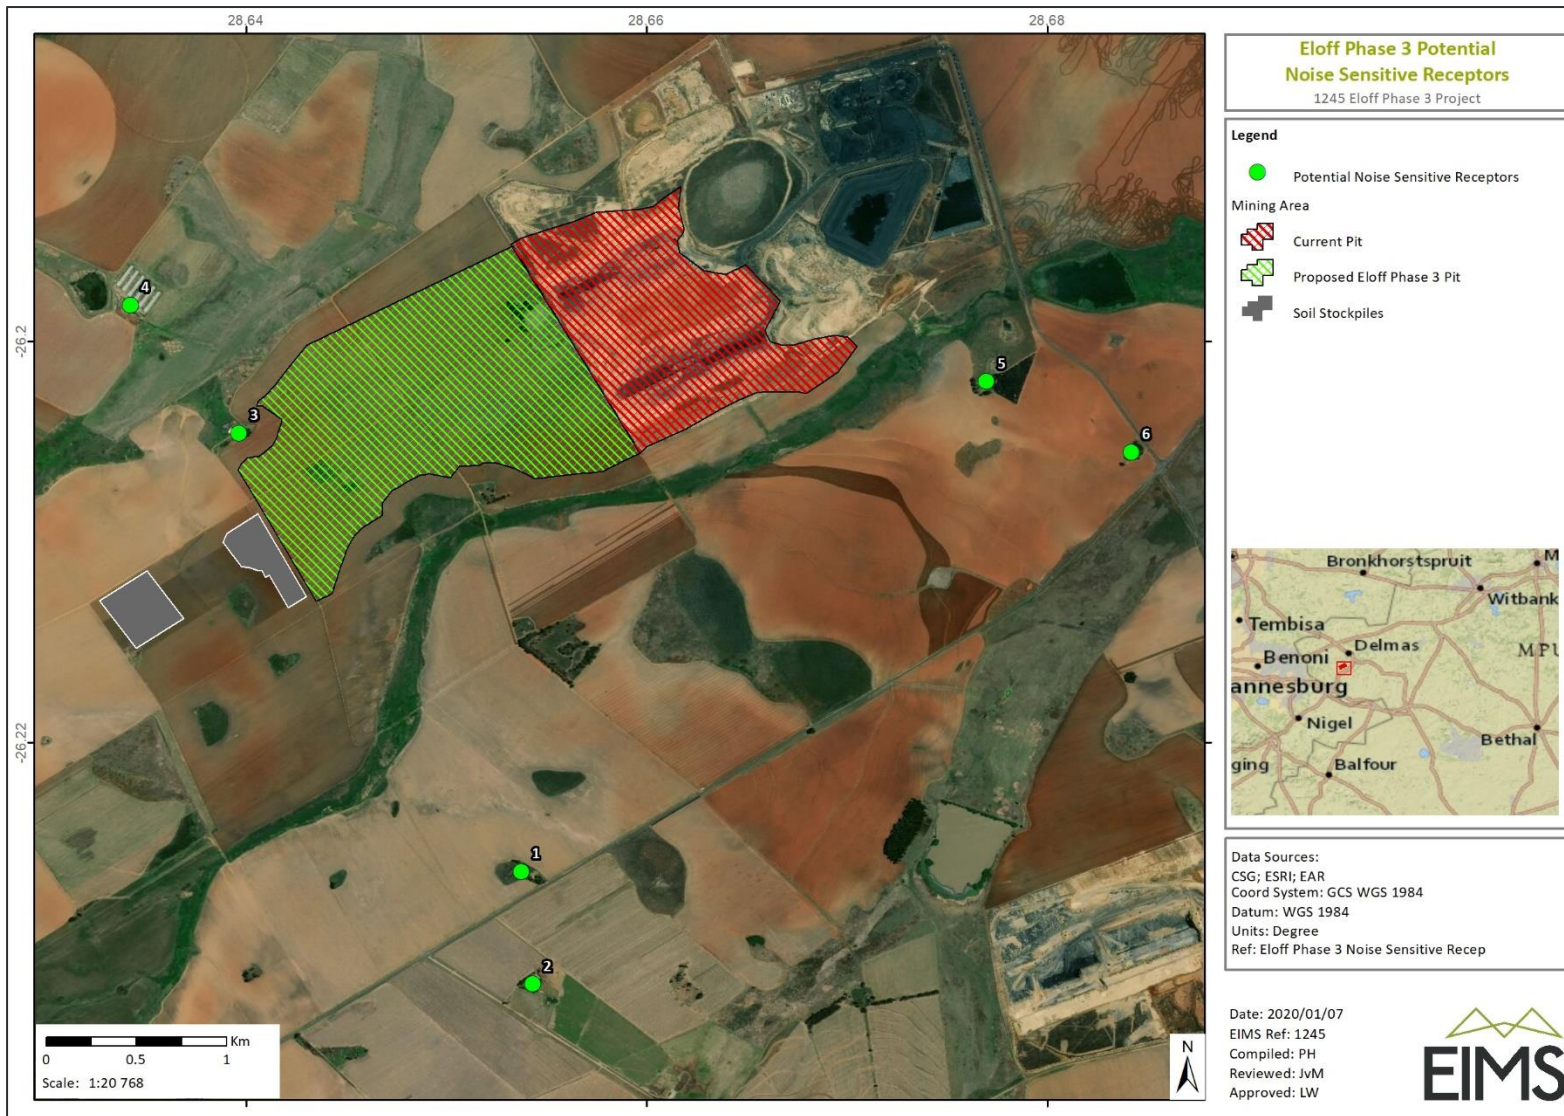 28.64
28.66
28.68
-26.2
-26.22
4
3
5
6
1
2
Km
0
0.5
1
Scale: 1:20 768
N
Eloff Phase 3 Potential
Noise Sensitive Receptors
1245 Eloff Phase 3 Project
Legend
Potential Noise Sensitive Receptors
Mining Area
Current Pit
Proposed Eloff Phase 3 Pit
Soil Stockpiles
Bronkhorstspruit
M
Witbank
Tembisa
Delmas
MPU
Benoni
annesburg
Nigel
Bethal
ging
Balfour
Data Sources:
CSG; ESRI; EAR
Coord System: GCS WGS 1984
Datum: WGS 1984
Units: Degree
Ref: Eloff Phase 3 Noise Sensitive Recep
Date: 2020/01/07
EIMS Ref: 1245
Compiled: PH
Reviewed: JvM
Approved: LW
EIMS